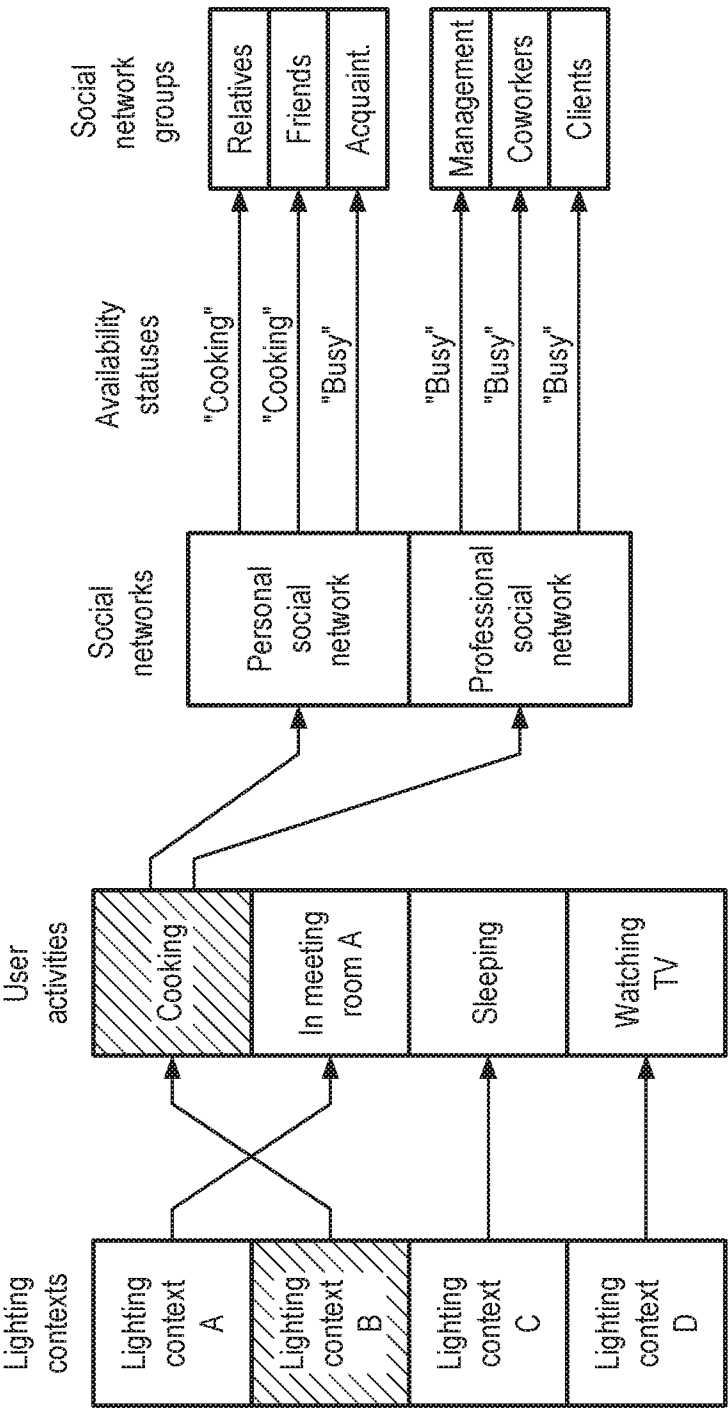 Lighting
contexts
Lighting
context
A
Lighting
context
B
Lighting
context
C
Lighting
context
D
User
activities
Cooking
In meeting
room A
Sleeping
Watching
TV
Social
networks
Personal
social
network
Professional
social
network
Availability
statuses
"Cooking"
"Cooking"
"Busy"
"Busy"
"Busy"
"Busy"
Social
network
groups
Relatives
Friends
Acquaint.
Management
Coworkers
Clients